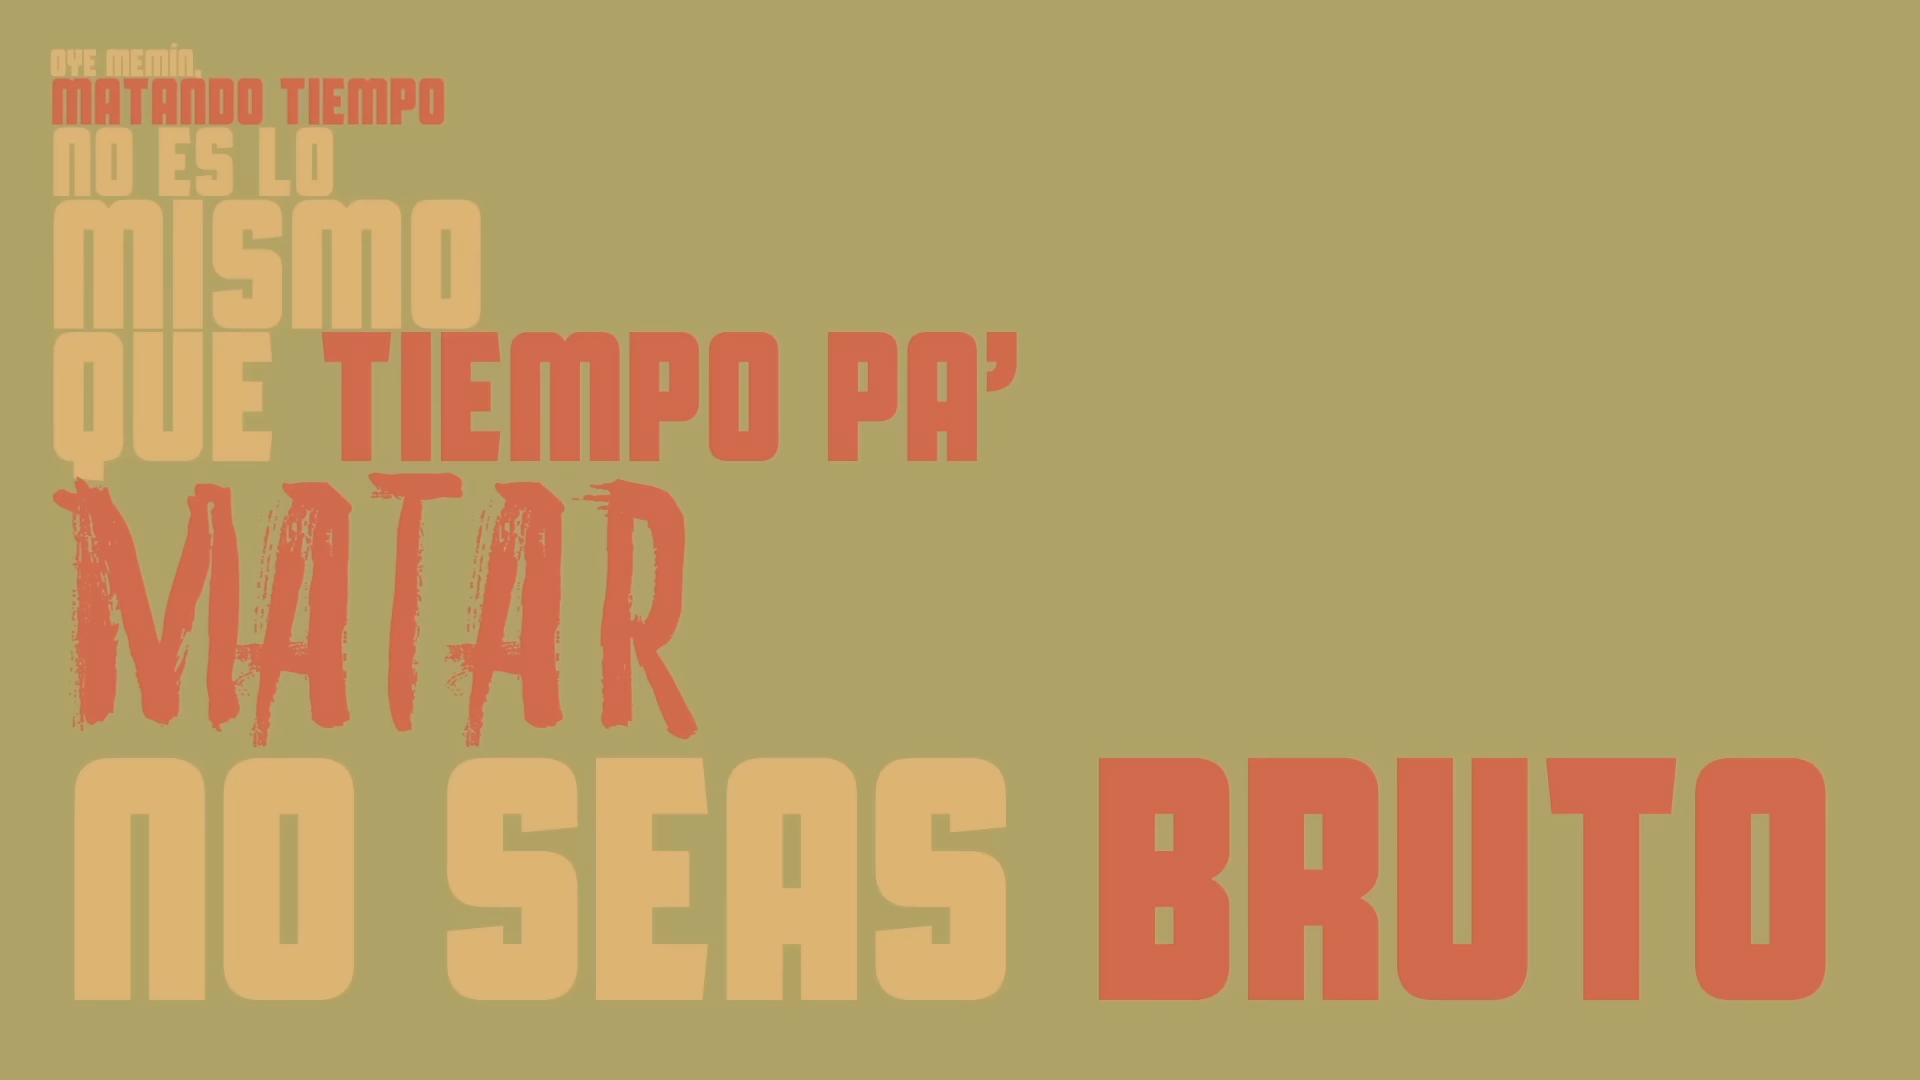 OYE MEMÍN,
MATANDO TIEMPO
NO ES LO
MISMO
QUE TIEMPO PA’
MATAR
NO SEAS BRUTO